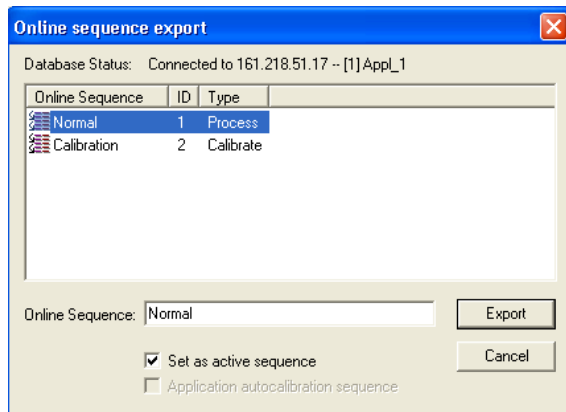 Online sequence export
Database Status: Connected to 161.218.51.17 -- [1] Appl_1
Online Sequence ID Type
Normal 1 Process
Calibration 2 Calibrate
Online Sequence: Normal Export
Set as active sequence Cancel
Application autocalibration sequence